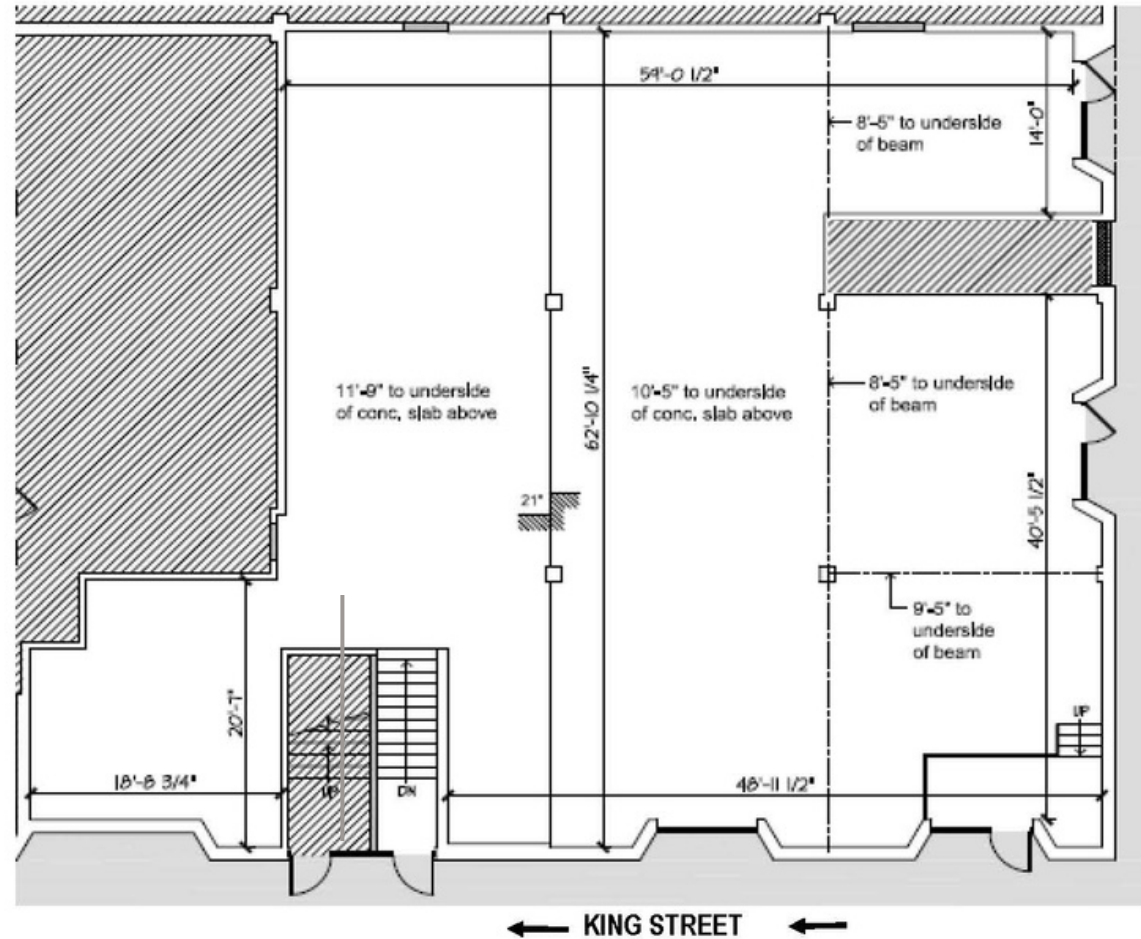 59'-0 1/2"
8'-5" to underside
of beam
14'-0"
11'-9" to underside
of conc. slab above
62'-10 1/4"
10'-5" to underside
of conc. slab above
8'-5" to underside
of beam
21"
40'-5 1/2"
9'-5" to
underside
of beam
20'-7"
18'-8 3/4"
UP
DN
48'-11 1/2"
UP
KING STREET